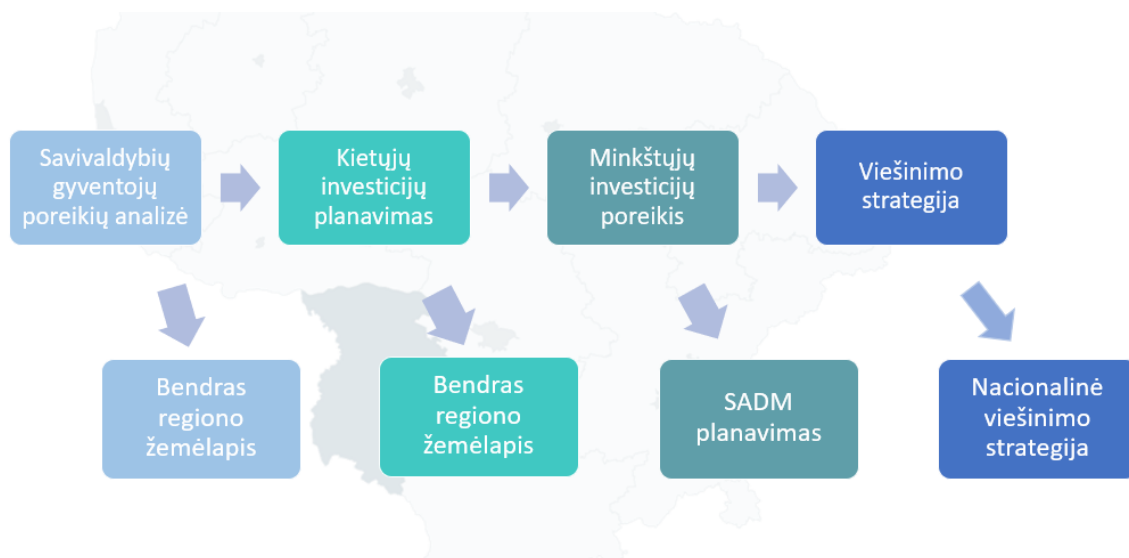 Savivaldybių
gyventojų
poreikių analizė
Kietųjų
investicijų
planavimas
Minkštųjų
investicijų
poreikis
Viešinimo
strategija
Bendras
regiono
žemėlapis
Bendras
regiono
žemėlapis
SADM
planavimas
Nacionalinė
viešinimo
strategija